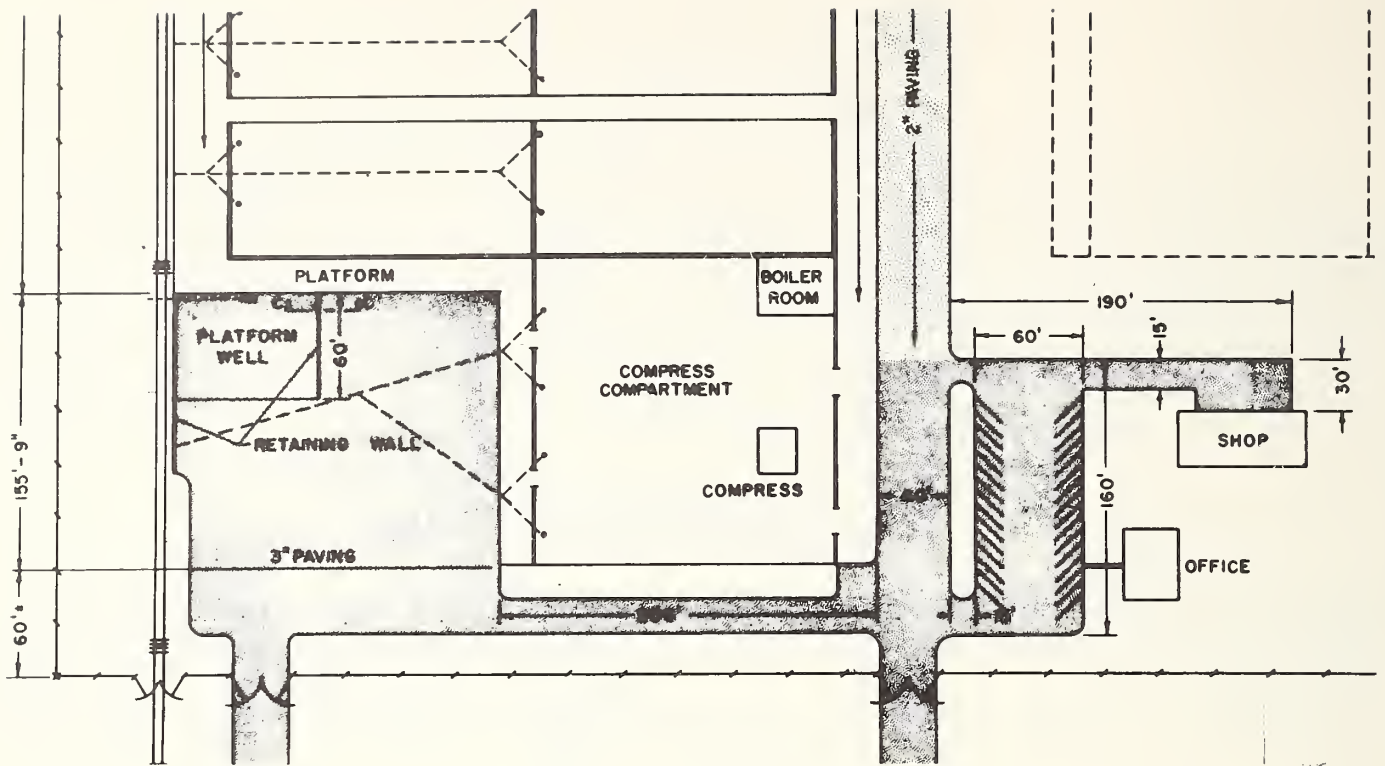 2" PAVING
PLATFORM
BOILER
ROOM
190'
60'
15'
30'
PLATFORM
WELL
60'
COMPRESS
COMPARTMENT
RETAINING WALL
SHOP
155'-9"
COMPRESS
160'
3" PAVING
OFFICE
60'±